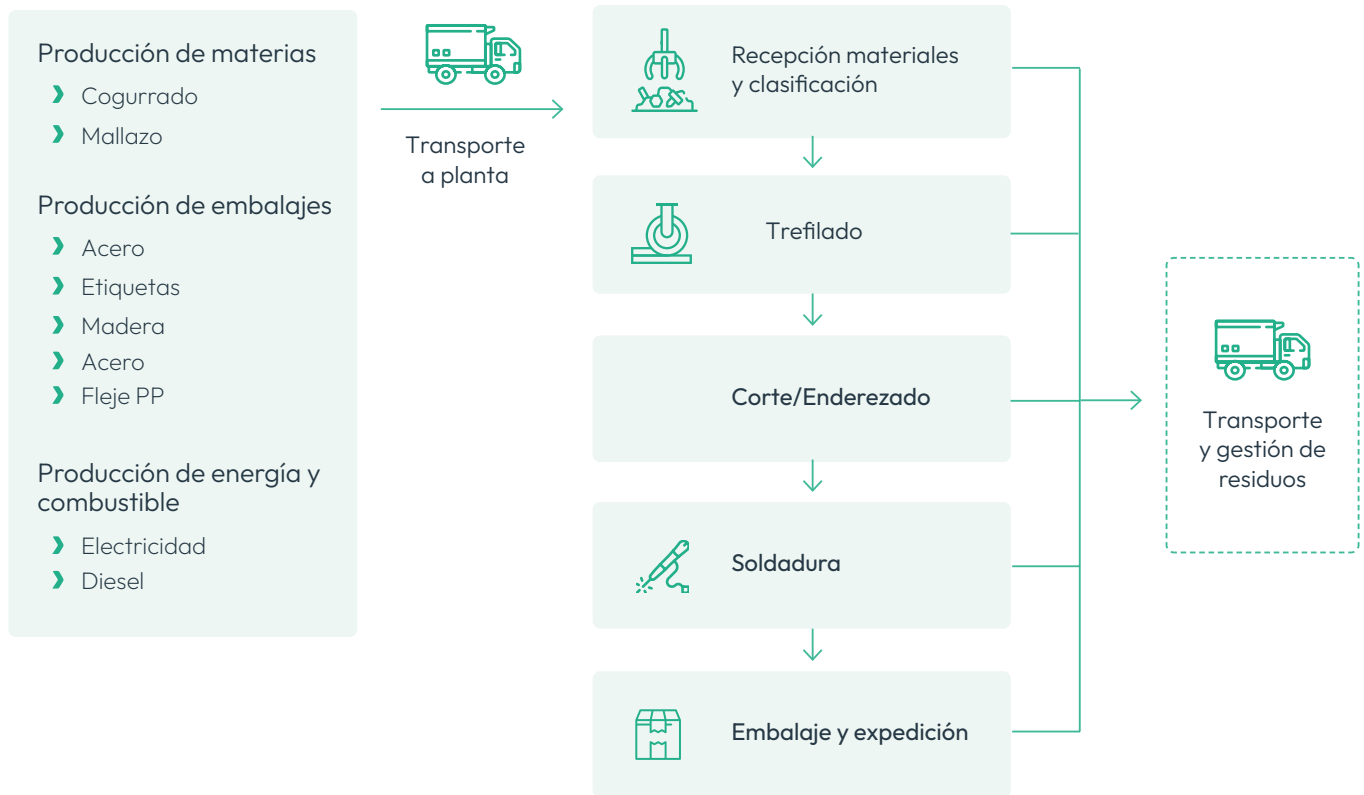 Producción de materias
Cogurrado
Mallazo
Producción de embalajes
Acero
Etiquetas
Madera
Acero
Fleje PP
Producción de energía y
combustible
Electricidad
Diesel
Transporte
a planta
Recepción materiales
y clasificación
Trefilado
Corte/Enderezado
Soldadura
Embalaje y expedición
Transporte
y gestión de
residuos